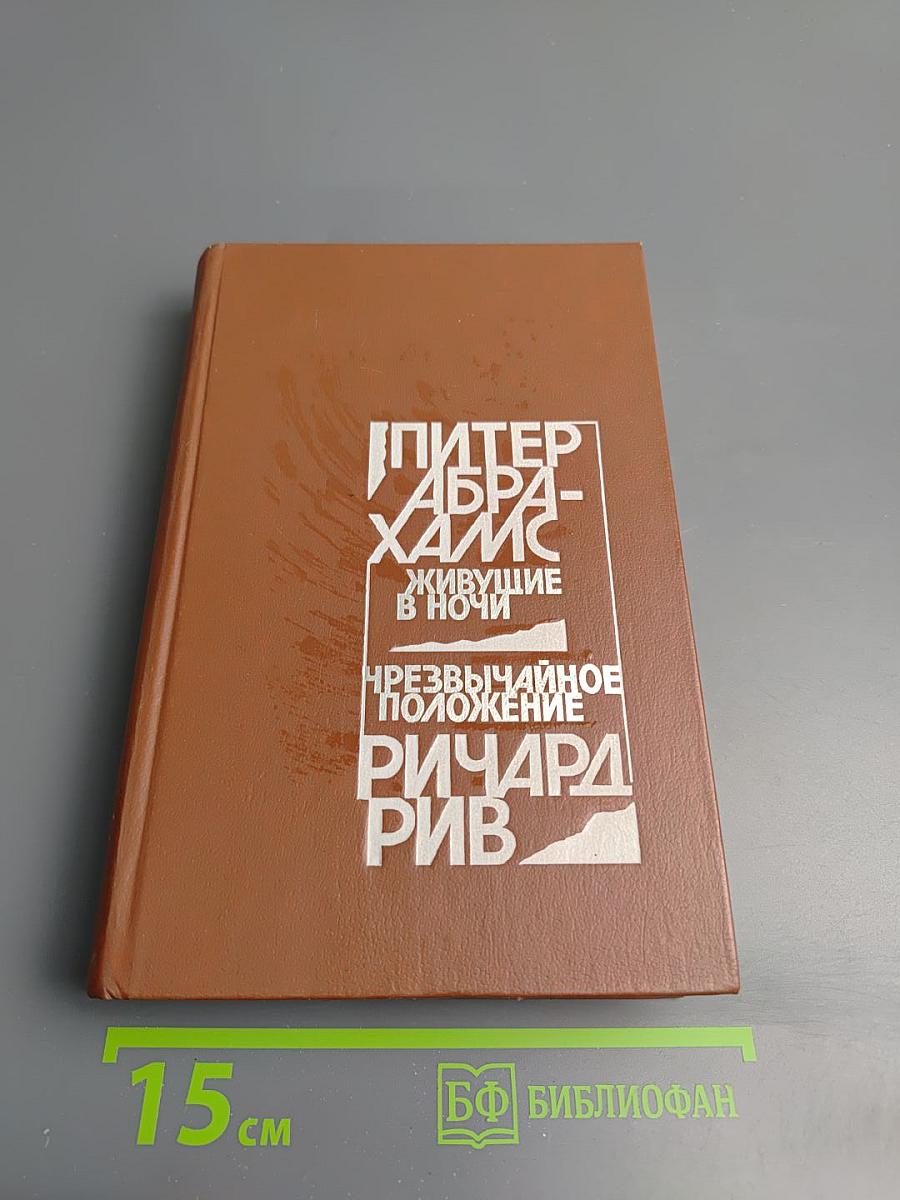 ПИТЕР
АБРА-
ХАМС
ЖИВУЩИЕ
В НОЧИ
ЧРЕЗВЫЧАЙНОЕ
ПОЛОЖЕНИЕ
РИЧАРД
РИВ
15 см
БФ БИБЛИОФАН